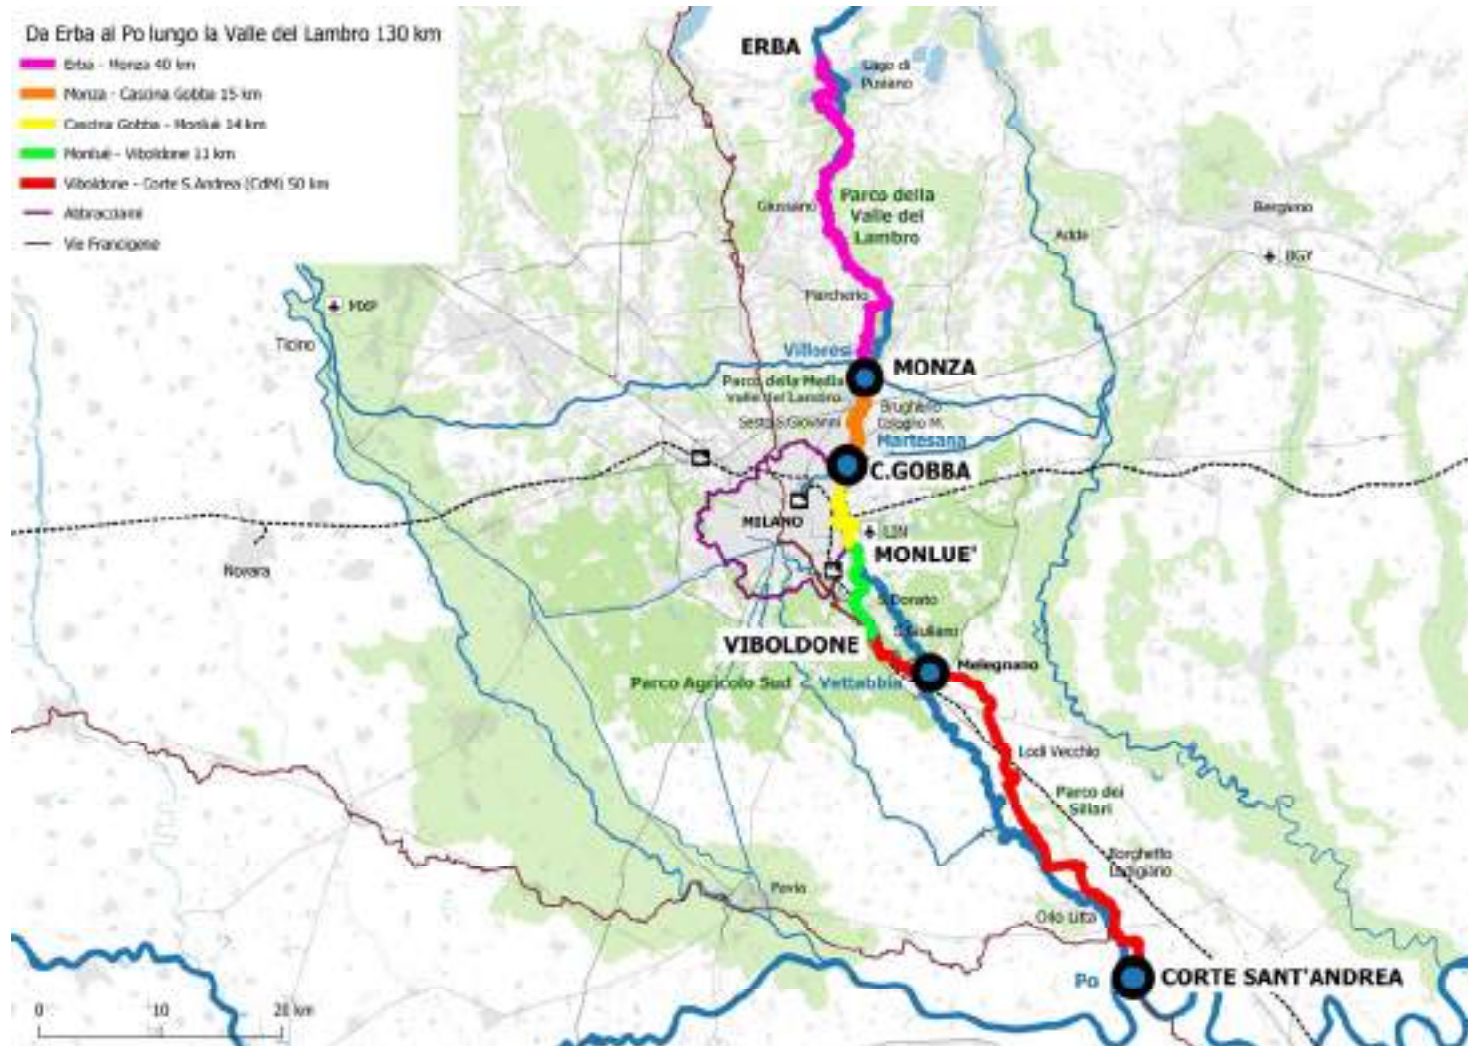 Da Erba al Po lungo la Valle del Lambro 130 km
Erba - Monza 40 km
Monza - Cascina Gobba 15 km
Cascina Gobba - Monluè 14 km
Monluè - Viboldone 11 km
Viboldone - Corte S.Andrea (CdM) 50 km
Abbracciami
Vie Francigene
ERBA
Lago di
Pusiano
Giussano
Parco della
Valle del
Lambro
Bergamo
Adda
BGY
MXP
Ticino
Villoresi
MONZA
Parco della Media
Valle del Lambro
Brugherio
Sesto S.Giovanni
Cologno M.
Martesana
C.GOBBA
MILANO
LIN
MONLUE'
Novara
S.Donato
S.Giuliano
VIBOLDONE
Melegnano
Parco Agricolo Sud
Vettabbia
Lodi Vecchio
Parco dei
Sillari
Borghetto
Lodigiano
Pavia
Orio Litta
Po
CORTE SANT'ANDREA
0 10 20 km